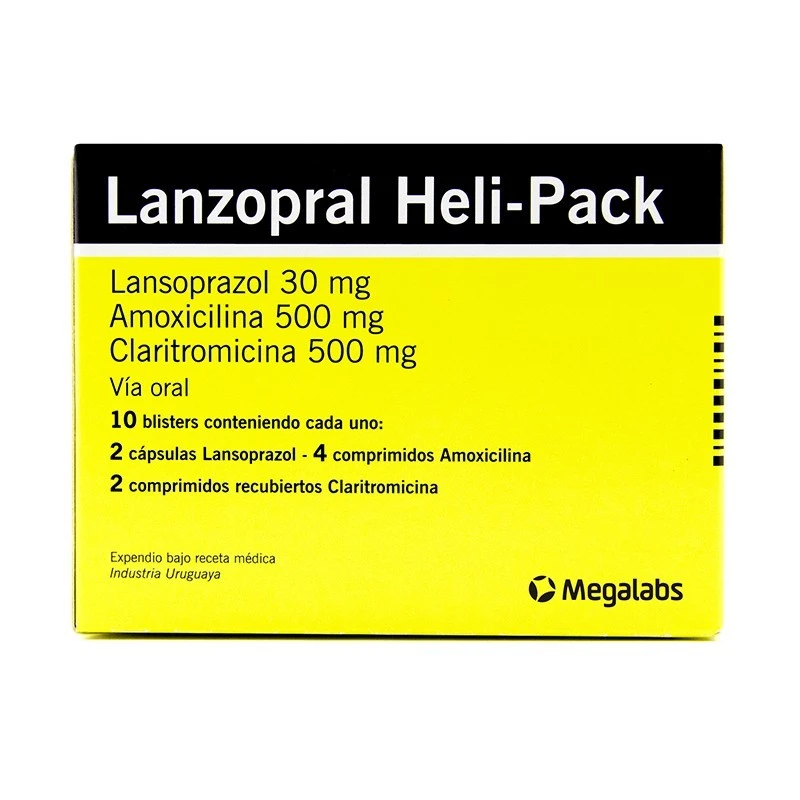 Lanzopral Heli-Pack
Lansoprazol 30 mg
Amoxicilina 500 mg
Claritromicina 500 mg
Vía oral
10 blisters conteniendo cada uno:
2 cápsulas Lansoprazol - 4 comprimidos Amoxicilina
2 comprimidos recubiertos Claritromicina
Expendio bajo receta médica
Industria Uruguaya
Megalabs